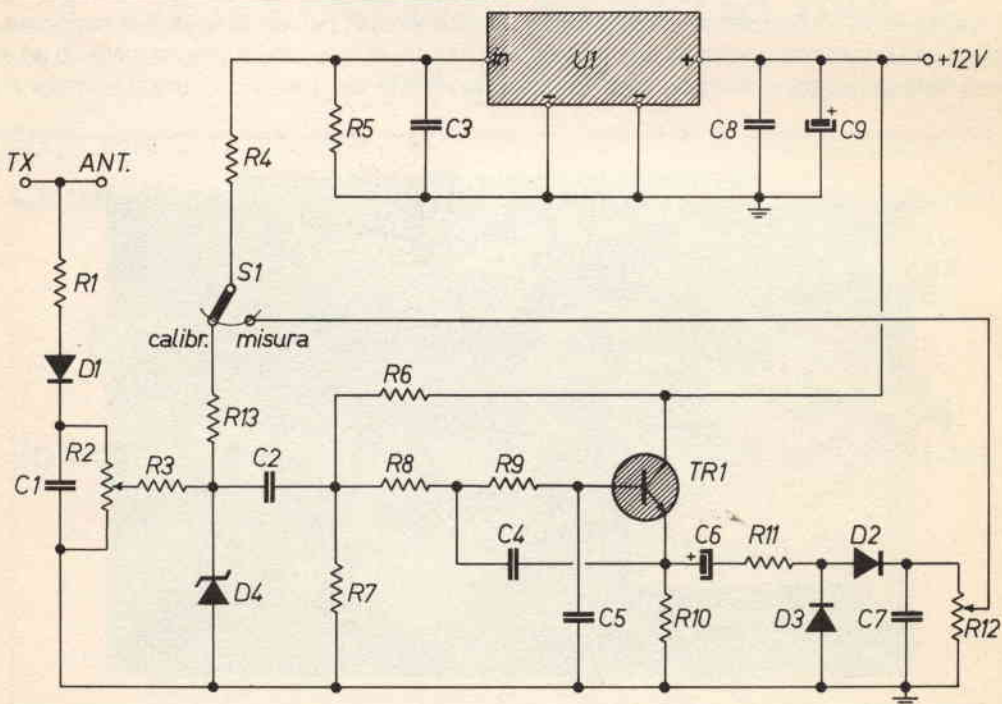 in U1 + +12V
- -
R5 C3 C8 + C9
R4
TX ANT.
R1 S1
calibr. misura
D1 R6
R13
R2 C2 R8 R9 TR1
C1 R3
C4 + C6 R11 D2
D4 R7 C5 R10 D3 C7 R12